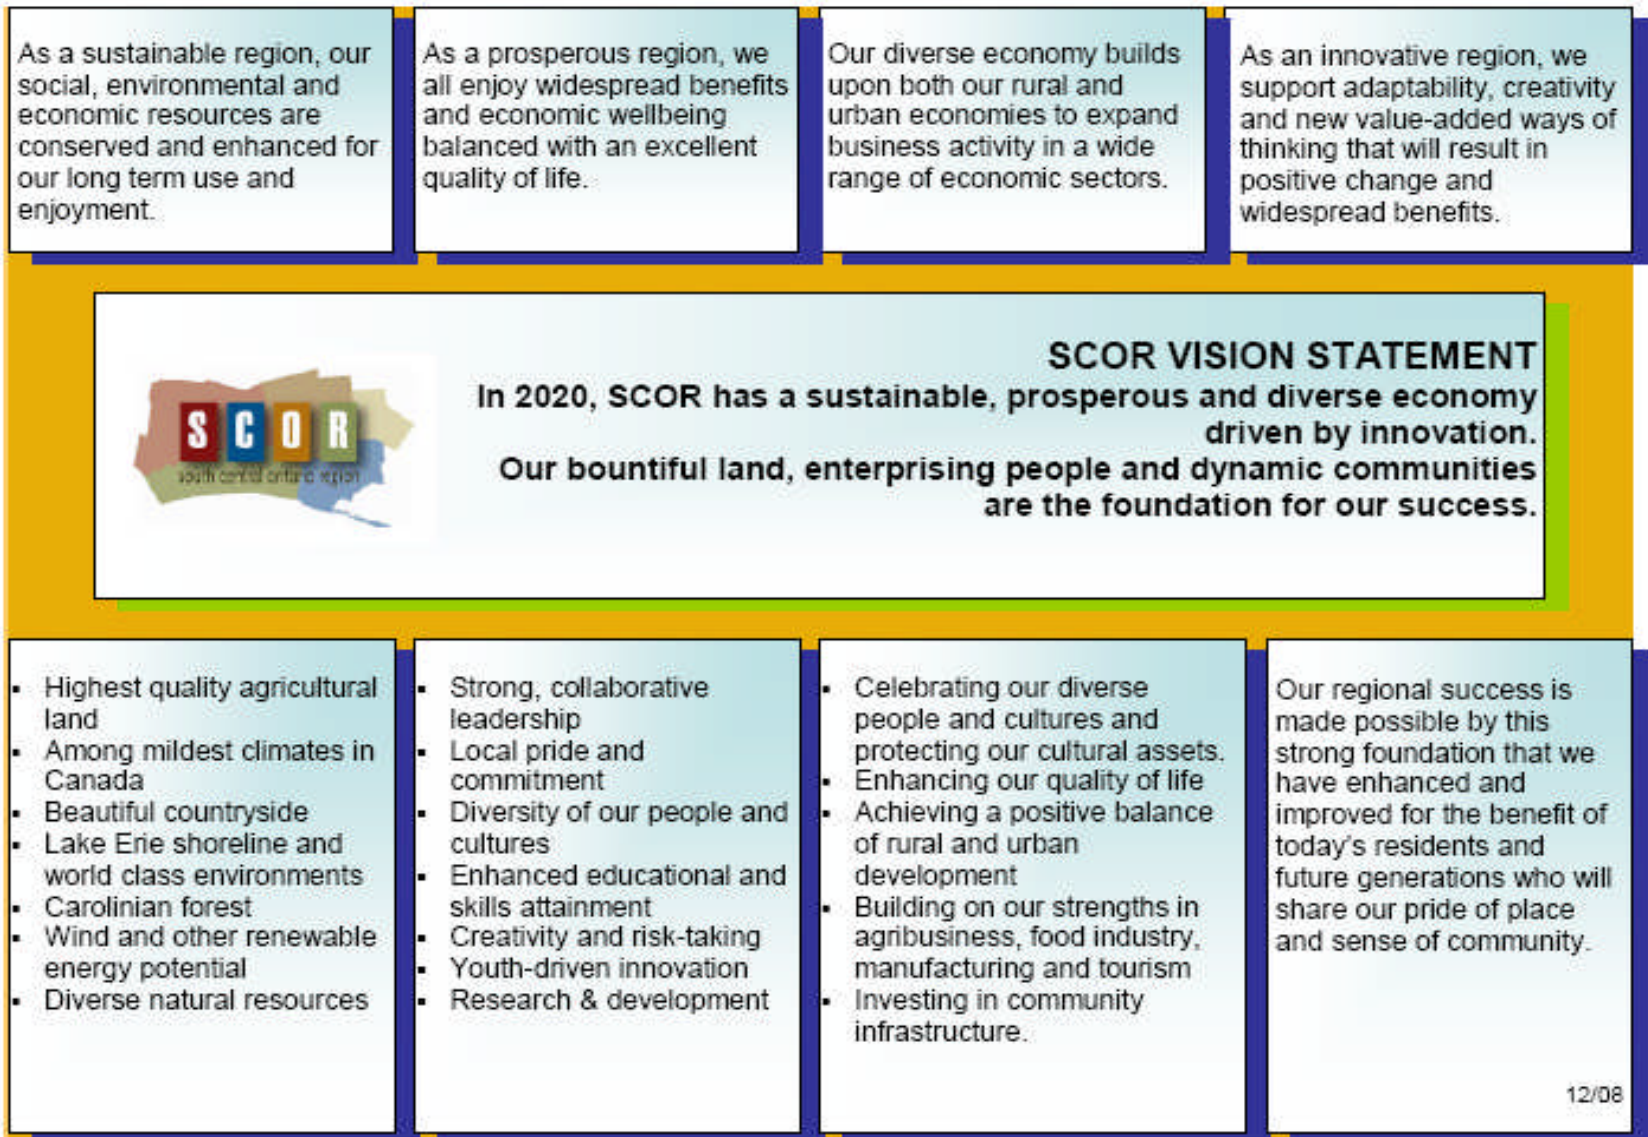 As a sustainable region, our
social, environmental and
economic resources are
conserved and enhanced for
our long term use and
enjoyment.
As a prosperous region, we
all enjoy widespread benefits
and economic wellbeing
balanced with an excellent
quality of life.
Our diverse economy builds
upon both our rural and
urban economies to expand
business activity in a wide
range of economic sectors.
As an innovative region, we
support adaptability, creativity
and new value-added ways of
thinking that will result in
positive change and
widespread benefits.
SCOR
south central ontario region
SCOR VISION STATEMENT
In 2020, SCOR has a sustainable, prosperous and diverse economy
driven by innovation.
Our bountiful land, enterprising people and dynamic communities
are the foundation for our success.
▪ Highest quality agricultural
land
▪ Among mildest climates in
Canada
▪ Beautiful countryside
▪ Lake Erie shoreline and
world class environments
▪ Carolinian forest
▪ Wind and other renewable
energy potential
▪ Diverse natural resources
▪ Strong, collaborative
leadership
▪ Local pride and
commitment
▪ Diversity of our people and
cultures
▪ Enhanced educational and
skills attainment
▪ Creativity and risk-taking
▪ Youth-driven innovation
▪ Research & development
▪ Celebrating our diverse
people and cultures and
protecting our cultural assets.
▪ Enhancing our quality of life
▪ Achieving a positive balance
of rural and urban
development
▪ Building on our strengths in
agribusiness, food industry,
manufacturing and tourism
▪ Investing in community
infrastructure.
Our regional success is
made possible by this
strong foundation that we
have enhanced and
improved for the benefit of
today's residents and
future generations who will
share our pride of place
and sense of community.
12/08